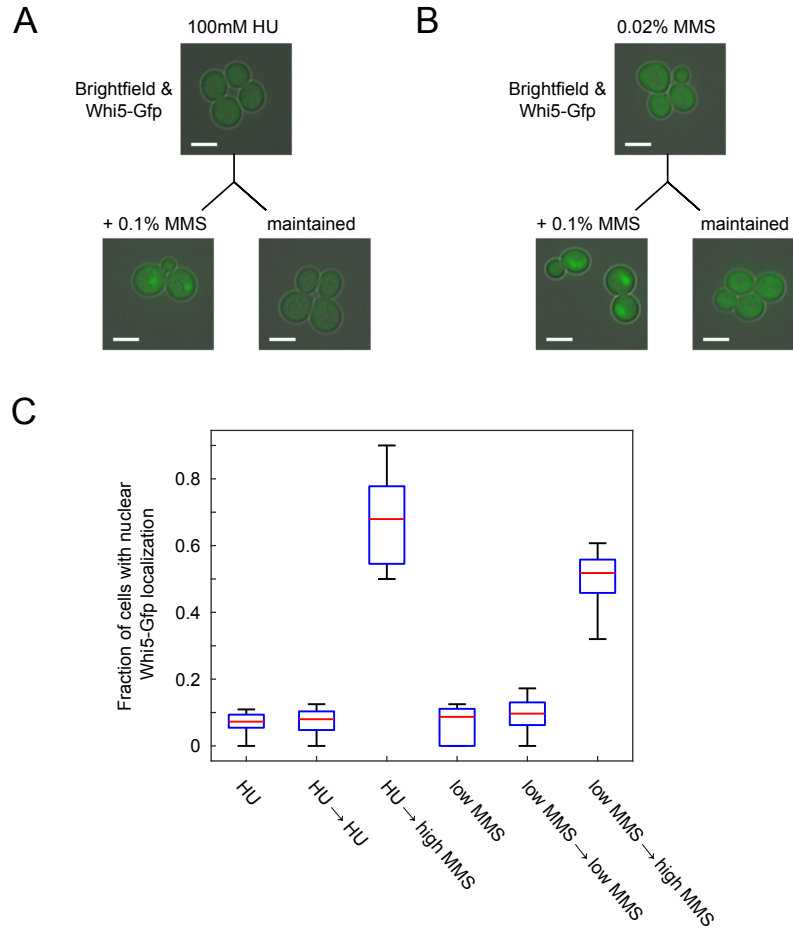 A
100mM HU
Brightfield &
Whi5-Gfp
+ 0.1% MMS
maintained
B
0.02% MMS
Brightfield &
Whi5-Gfp
+ 0.1% MMS
maintained
C
Fraction of cells with nuclear
Whi5-Gfp localization
0.8
0.6
0.4
0.2
0
HU
HU → HU
HU → high MMS
low MMS
low MMS → low MMS
low MMS → high MMS